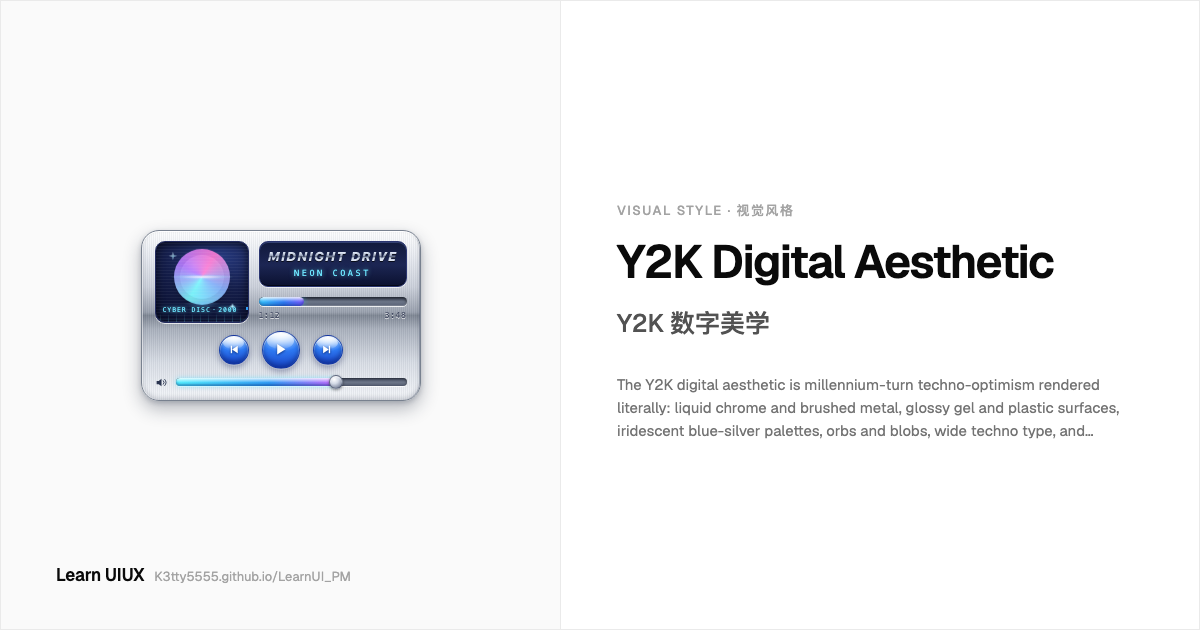 MIDNIGHT DRIVE
NEON COAST
CYBER DISC · 2000
1:12 3:48
VISUAL STYLE · 视觉风格
Y2K Digital Aesthetic
Y2K 数字美学
The Y2K digital aesthetic is millennium-turn techno-optimism rendered
literally: liquid chrome and brushed metal, glossy gel and plastic surfaces,
iridescent blue-silver palettes, orbs and blobs, wide techno type, and…
Learn UIUX K3tty5555.github.io/LearnUI_PM